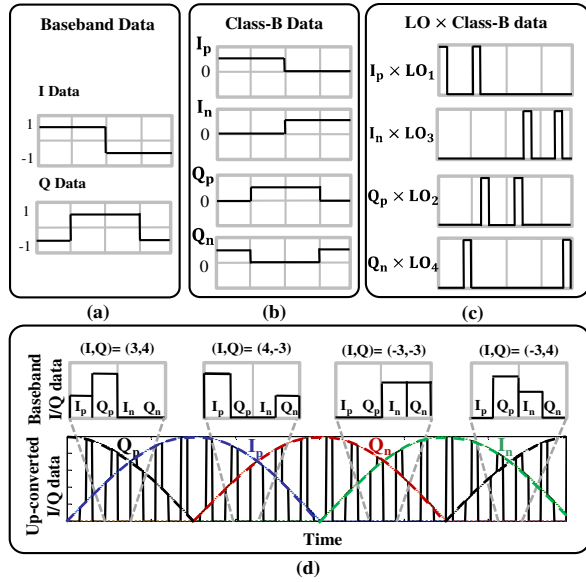 Baseband Data
I Data
1
-1
Q Data
1
-1
(a)
Class-B Data
Ip
0
In
0
Qp
0
Qn
0
(b)
LO × Class-B data
Ip × LO1
In × LO3
Qp × LO2
Qn × LO4
(c)
(I,Q)= (3,4)
(I,Q)= (4,-3)
(I,Q)= (-3,-3)
(I,Q)= (-3,4)
Baseband
I/Q data
Ip Qp In Qn
Ip Qp In Qn
Ip Qp In Qn
Ip Qp In Qn
Up-converted
I/Q data
Qp
Ip
Qn
In
Time
(d)